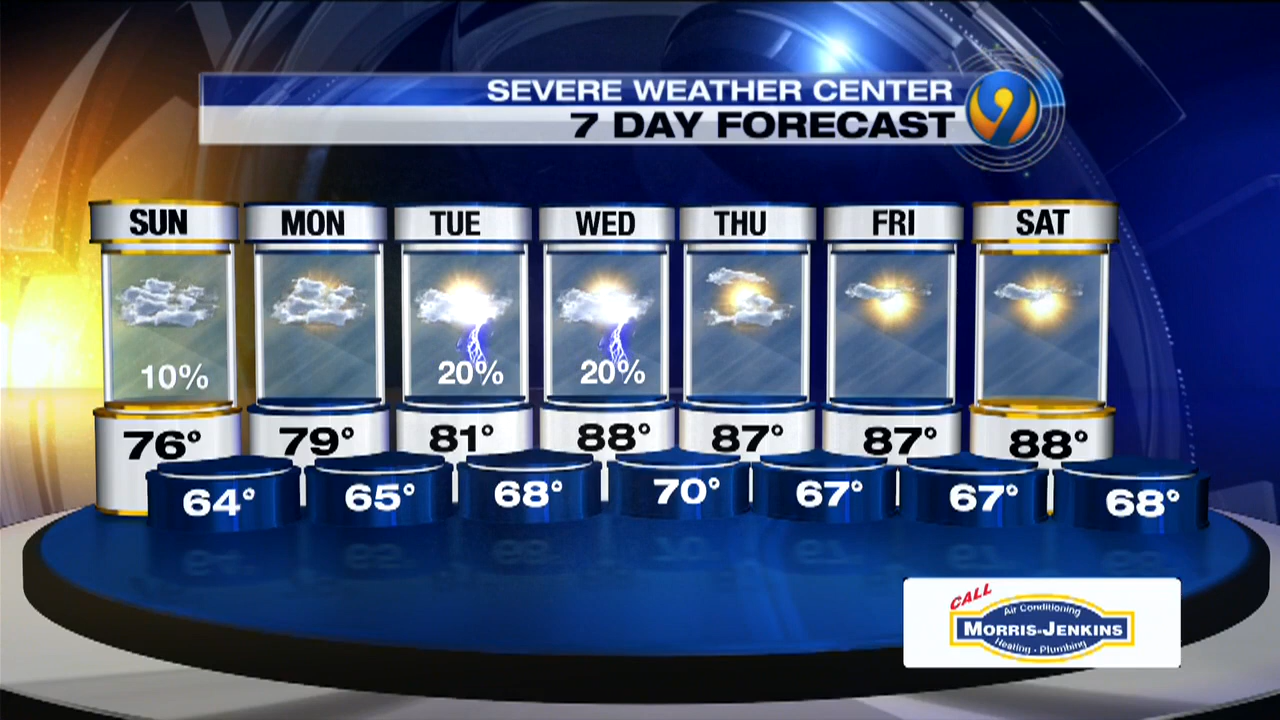 SEVERE WEATHER CENTER
9
7 DAY FORECAST
SUN MON TUE WED THU FRI SAT
10% 20% 20%
76° 79° 81° 88° 87° 87° 88°
64° 65° 68° 70° 67° 67° 68°
CALL
Air Conditioning
MORRIS-JENKINS
Heating - Plumbing